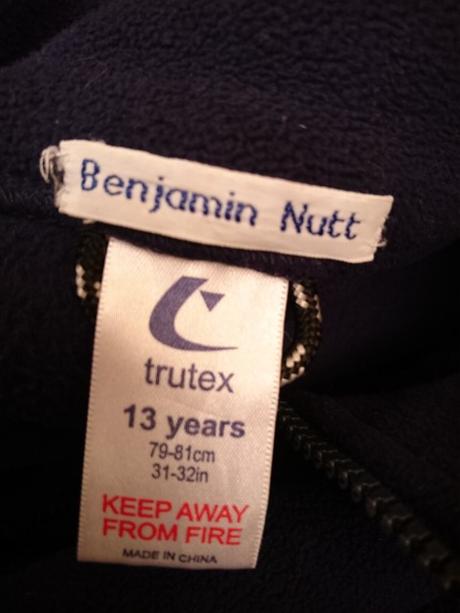 Benjamin Nutt
trutex
13 years
79-81cm
31-32in
KEEP AWAY
FROM FIRE
MADE IN CHINA